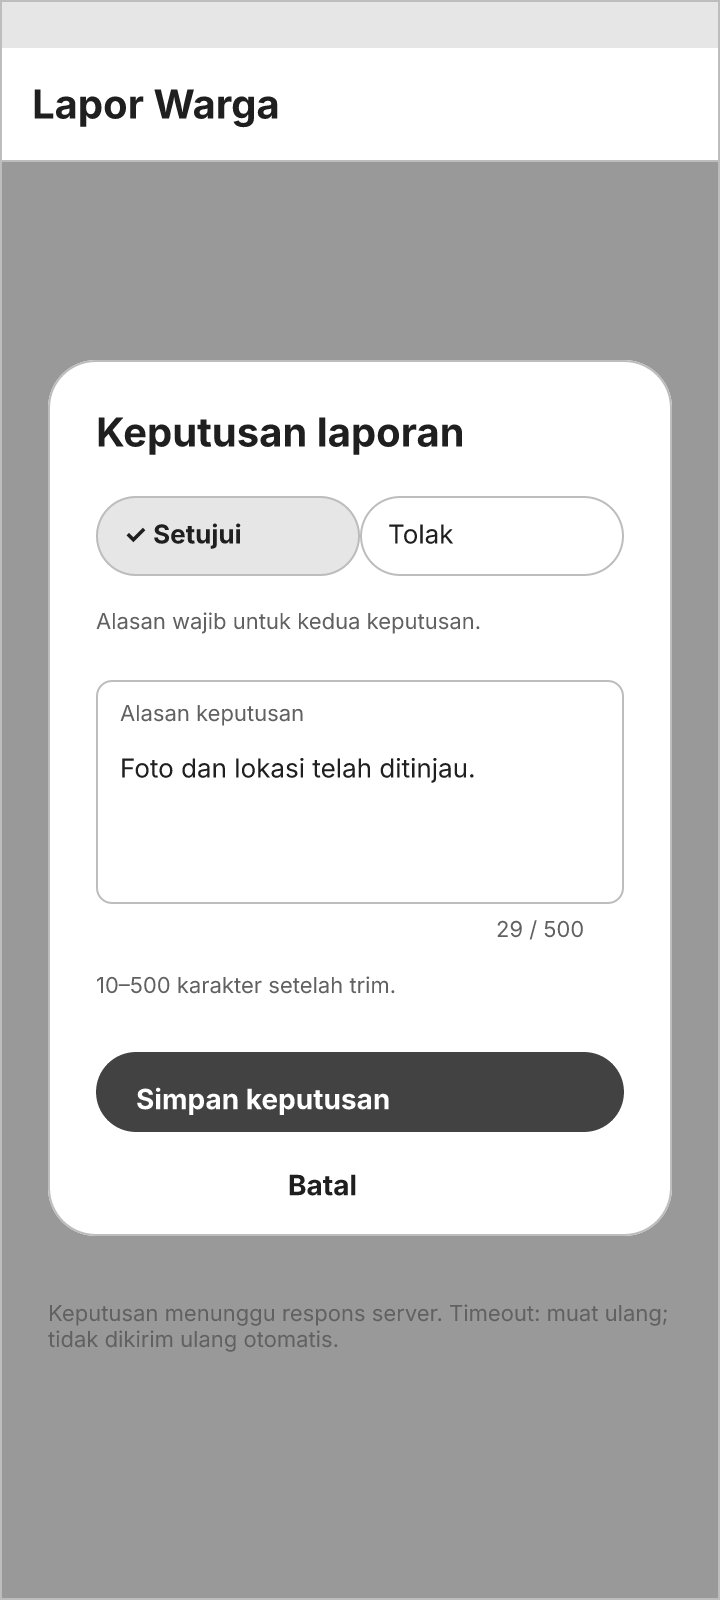 Lapor Warga
Keputusan laporan
✓ Setujui
Tolak
Alasan wajib untuk kedua keputusan.
Alasan keputusan
Foto dan lokasi telah ditinjau.
29 / 500
10–500 karakter setelah trim.
Simpan keputusan
Batal
Keputusan menunggu respons server. Timeout: muat ulang;
tidak dikirim ulang otomatis.